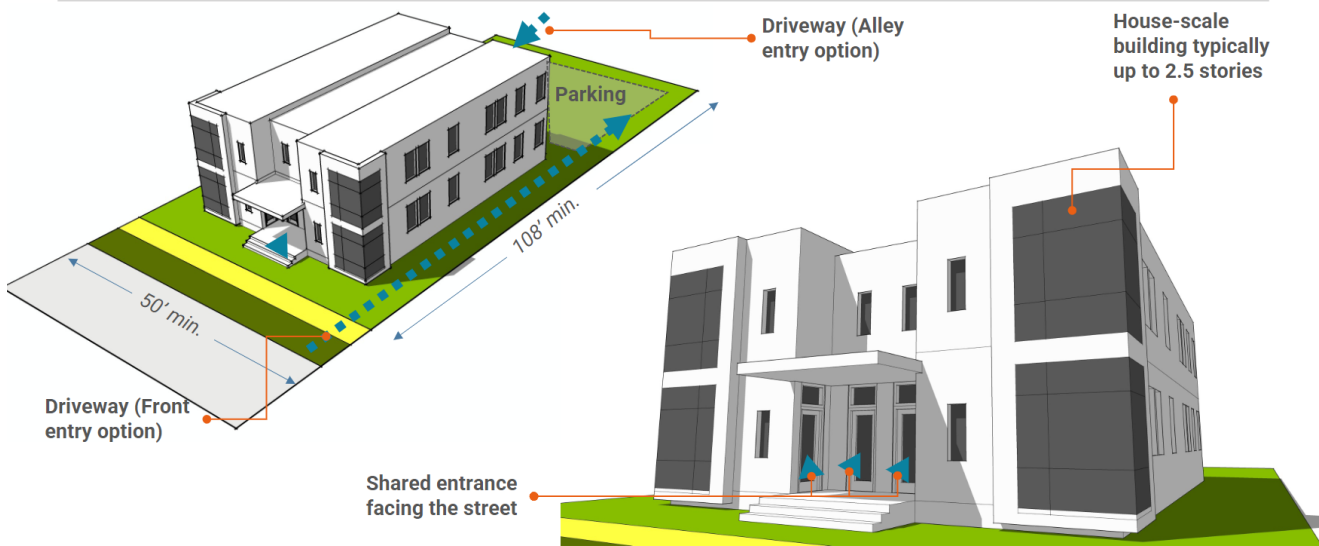 Driveway (Alley
entry option)
House-scale
building typically
up to 2.5 stories
Parking
108’ min.
50’ min.
Driveway (Front
entry option)
Shared entrance
facing the street